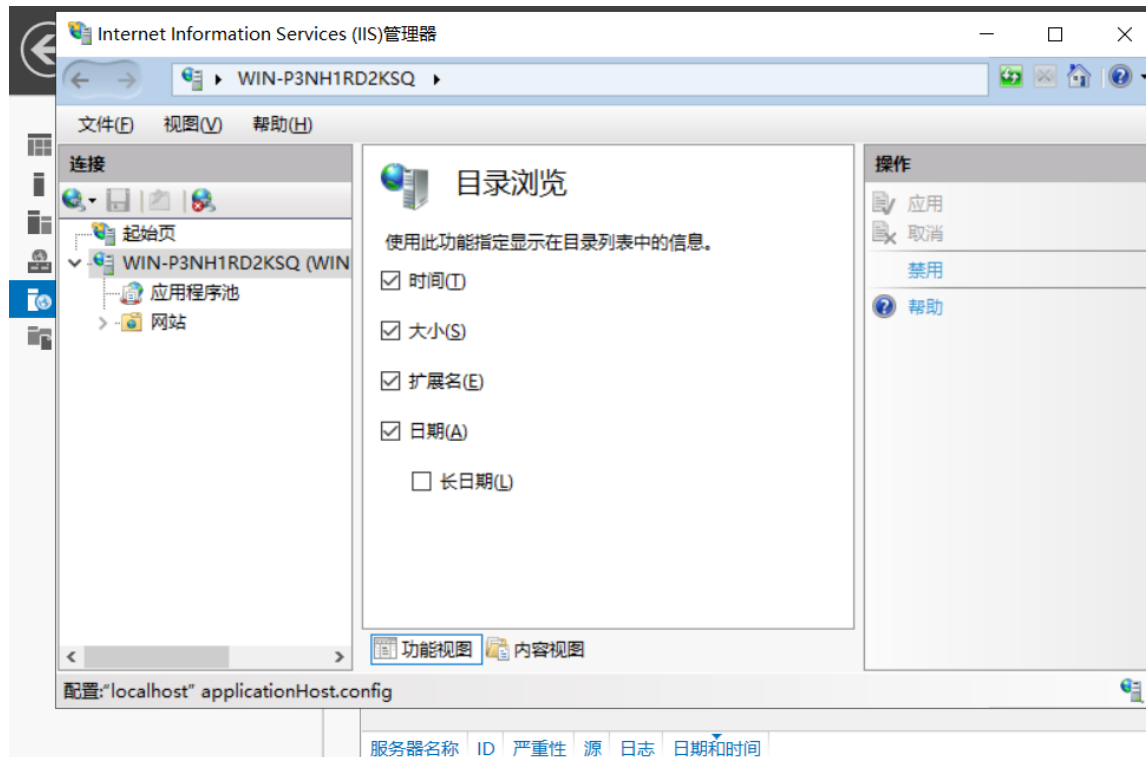 Internet Information Services (IIS)管理器
WIN-P3NH1RD2KSQ
文件(F) 视图(V) 帮助(H)
连接
起始页
WIN-P3NH1RD2KSQ (WIN
应用程序池
网站
目录浏览
使用此功能指定显示在目录列表中的信息。
时间(T)
大小(S)
扩展名(E)
日期(A)
长日期(L)
功能视图 内容视图
操作
应用
取消
禁用
帮助
配置:"localhost" applicationHost.config
服务器名称 ID 严重性 源 日志 日期和时间